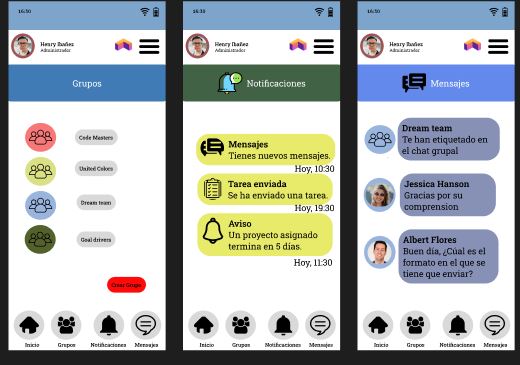 16:30
Henry Ibañez
Administrador
Grupos
Code Masters
United Colors
Dream team
Goal drivers
Crear Grupo
Inicio
Grupos
Notificaciones
Mensajes
16:30
Henry Ibañez
Administrador
Notificaciones
Mensajes
Tienes nuevos mensajes.
Hoy, 10:30
Tarea enviada
Se ha enviado una tarea.
Hoy, 19:30
Aviso
Un proyecto asignado
termina en 5 días.
Hoy, 11:30
Inicio
Grupos
Notificaciones
Mensajes
16:30
Henry Ibañez
Administrador
Mensajes
Dream team
Te han etiquetado en
el chat grupal
Jessica Hanson
Gracias por su
comprension
Albert Flores
Buen día, ¿Cúal es el
formato en el que se
tiene que enviar?
Inicio
Grupos
Notificaciones
Mensajes